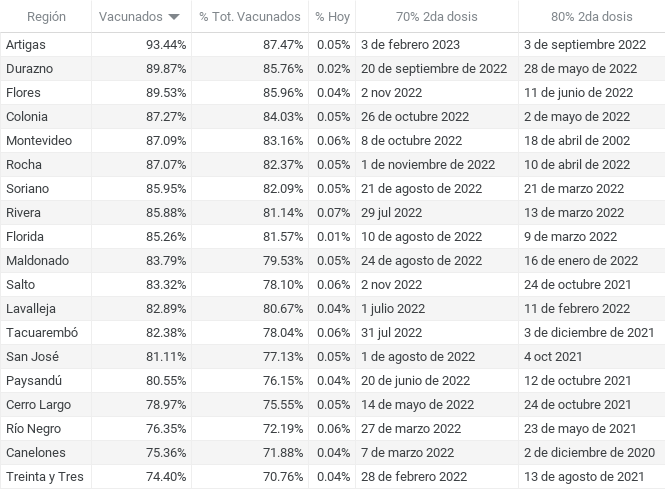 Región Vacunados % Tot. Vacunados % Hoy 70% 2da dosis 80% 2da dosis
Artigas 93.44% 87.47% 0.05% 3 de febrero 2023 3 de septiembre 2022
Durazno 89.87% 85.76% 0.02% 20 de septiembre de 2022 28 de mayo de 2022
Flores 89.53% 85.96% 0.04% 2 nov 2022 11 de junio de 2022
Colonia 87.27% 84.03% 0.05% 26 de octubre 2022 2 de mayo de 2022
Montevideo 87.09% 83.16% 0.06% 8 de octubre 2022 18 de abril de 2002
Rocha 87.07% 82.37% 0.05% 1 de noviembre de 2022 10 de abril de 2022
Soriano 85.95% 82.09% 0.05% 21 de agosto de 2022 21 de marzo 2022
Rivera 85.88% 81.14% 0.07% 29 jul 2022 13 de marzo 2022
Florida 85.26% 81.57% 0.01% 10 de agosto de 2022 9 de marzo 2022
Maldonado 83.79% 79.53% 0.05% 24 de agosto 2022 16 de enero de 2022
Salto 83.32% 78.10% 0.06% 2 nov 2022 24 de octubre 2021
Lavalleja 82.89% 80.67% 0.04% 1 julio 2022 11 de febrero 2022
Tacuarembó 82.38% 78.04% 0.06% 31 jul 2022 3 de diciembre de 2021
San José 81.11% 77.13% 0.05% 1 de agosto de 2022 4 oct 2021
Paysandú 80.55% 76.15% 0.04% 20 de junio de 2022 12 de octubre 2021
Cerro Largo 78.97% 75.55% 0.05% 14 de mayo de 2022 24 de octubre 2021
Río Negro 76.35% 72.19% 0.06% 27 de marzo 2022 23 de mayo de 2021
Canelones 75.36% 71.88% 0.04% 7 de marzo 2022 2 de diciembre de 2020
Treinta y Tres 74.40% 70.76% 0.04% 28 de febrero 2022 13 de agosto de 2021